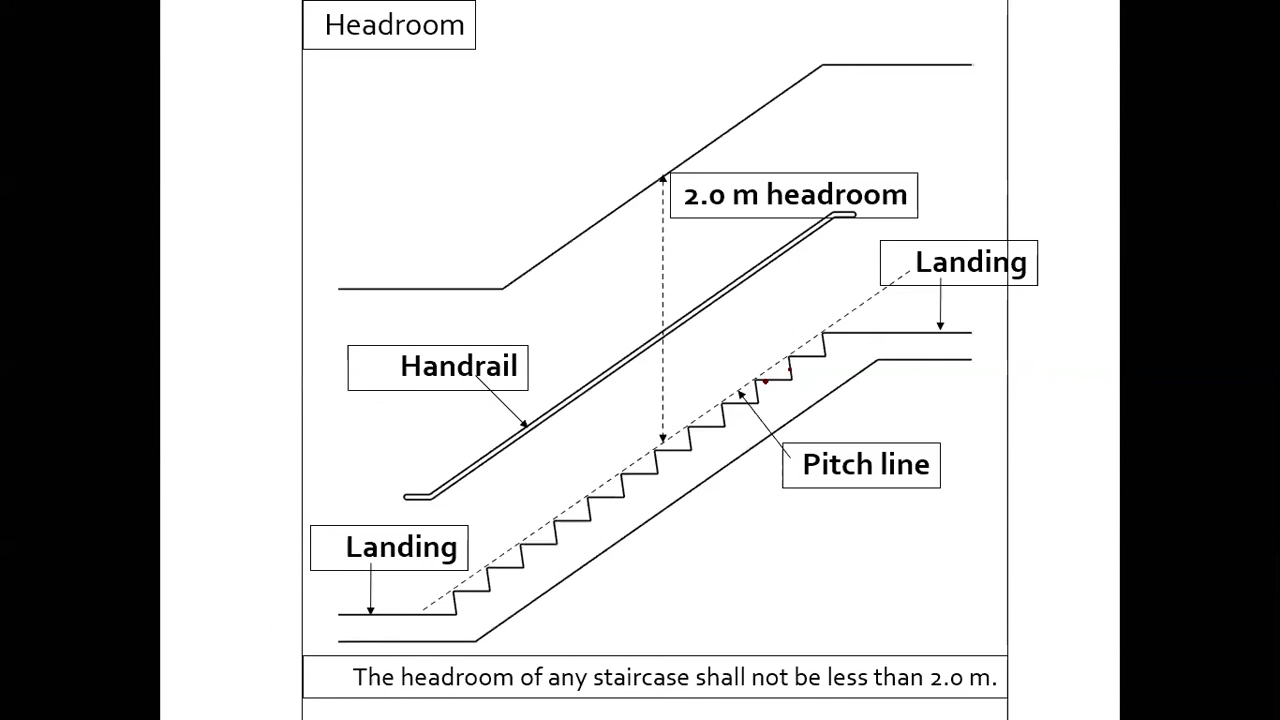 Headroom
2.0 m headroom
Landing
Handrail
Pitch line
Landing
The headroom of any staircase shall not be less than 2.0 m.